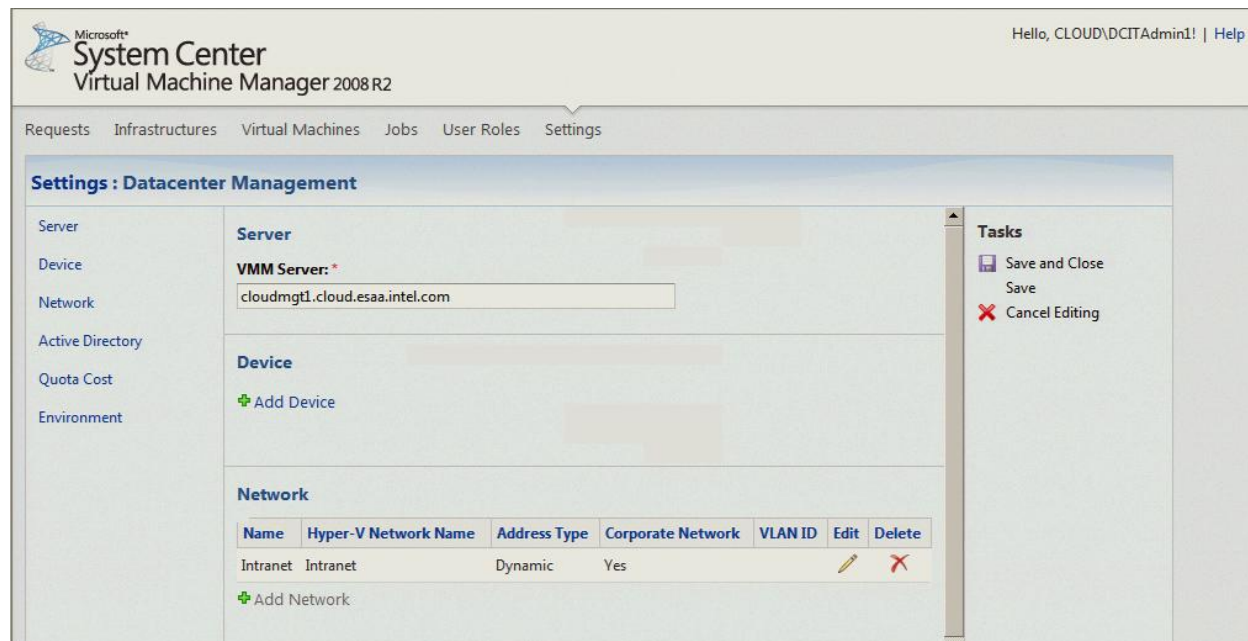 Microsoft®
System Center
Virtual Machine Manager 2008 R2
Hello, CLOUD\DCITAdmin1! | Help
Requests Infrastructures Virtual Machines Jobs User Roles Settings
Settings : Datacenter Management
Server
Device
Network
Active Directory
Quota Cost
Environment
Server
VMM Server: *
cloudmgt1.cloud.esaa.intel.com
Device
Add Device
Network
Name Hyper-V Network Name Address Type Corporate Network VLAN ID Edit Delete
Intranet Intranet Dynamic Yes
Add Network
Tasks
Save and Close
Save
Cancel Editing